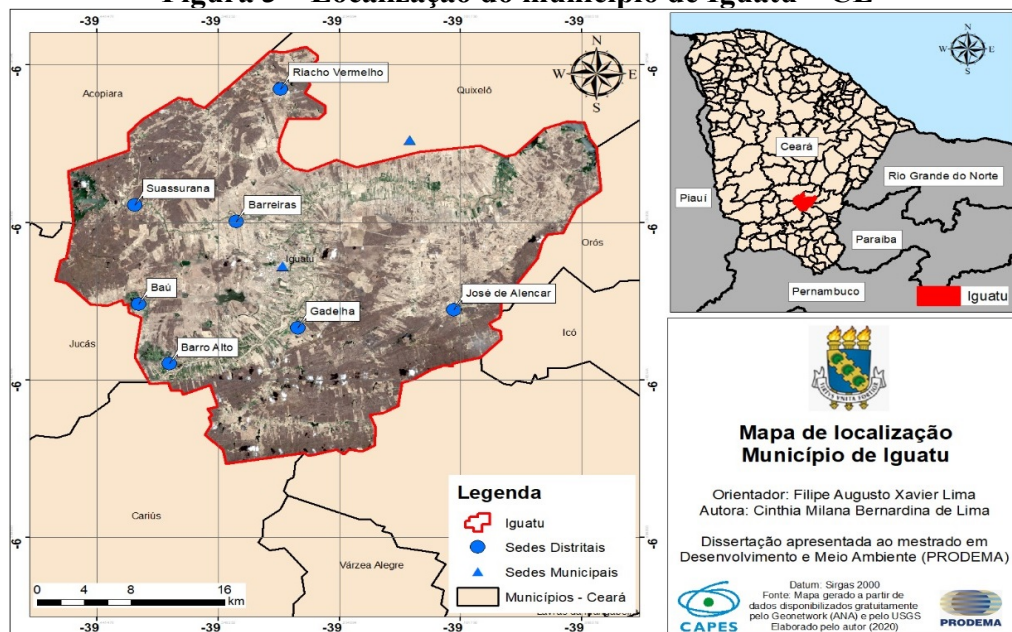 Figura 3 – Localização do município de Iguatu – CE
-39
-39
-39
-39
-39
N
W
E
S
-6
-6
Acopiara
Riacho Vermelho
Quixelô
Suassurana
Barreiras
-6
-6
Iguatu
Orós
Baú
José de Alencar
Gadelha
Jucás
Icó
Barro Alto
-6
-6
Cariús
Várzea Alegre
-6
-6
Legenda
Iguatu
Sedes Distritais
Sedes Municipais
Municípios - Ceará
0 4 8 16
km
-39
-39
-39
-39
-39
N
W
E
S
Ceará
Rio Grande do Norte
Piauí
Paraíba
Pernambuco
Iguatu
Mapa de localização
Município de Iguatu
Orientador: Filipe Augusto Xavier Lima
Autora: Cinthia Milana Bernardina de Lima
Dissertação apresentada ao mestrado em
Desenvolvimento e Meio Ambiente (PRODEMA)
Datum: Sirgas 2000
Fonte: Mapa gerado a partir de
dados disponibilizados gratuitamente
pelo Geonetwork (ANA) e pelo USGS
Elaborado pelo autor (2020)
CAPES
PRODEMA